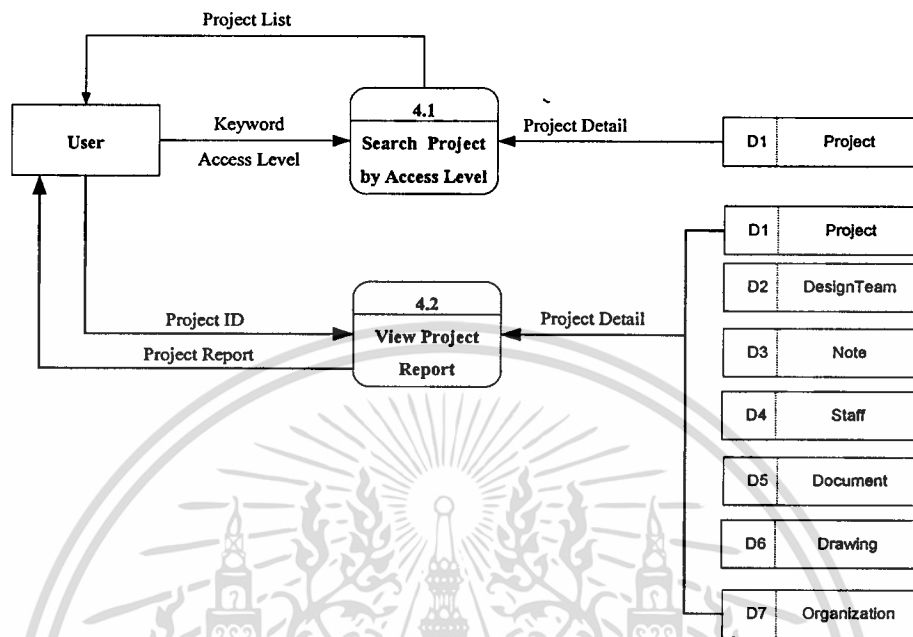 Project List
User
Keyword
Access Level
4.1
Search Project
by Access Level
Project Detail
D1 Project
D1 Project
D2 DesignTeam
D3 Note
D4 Staff
D5 Document
D6 Drawing
D7 Organization
Project ID
Project Report
4.2
View Project
Report
Project Detail